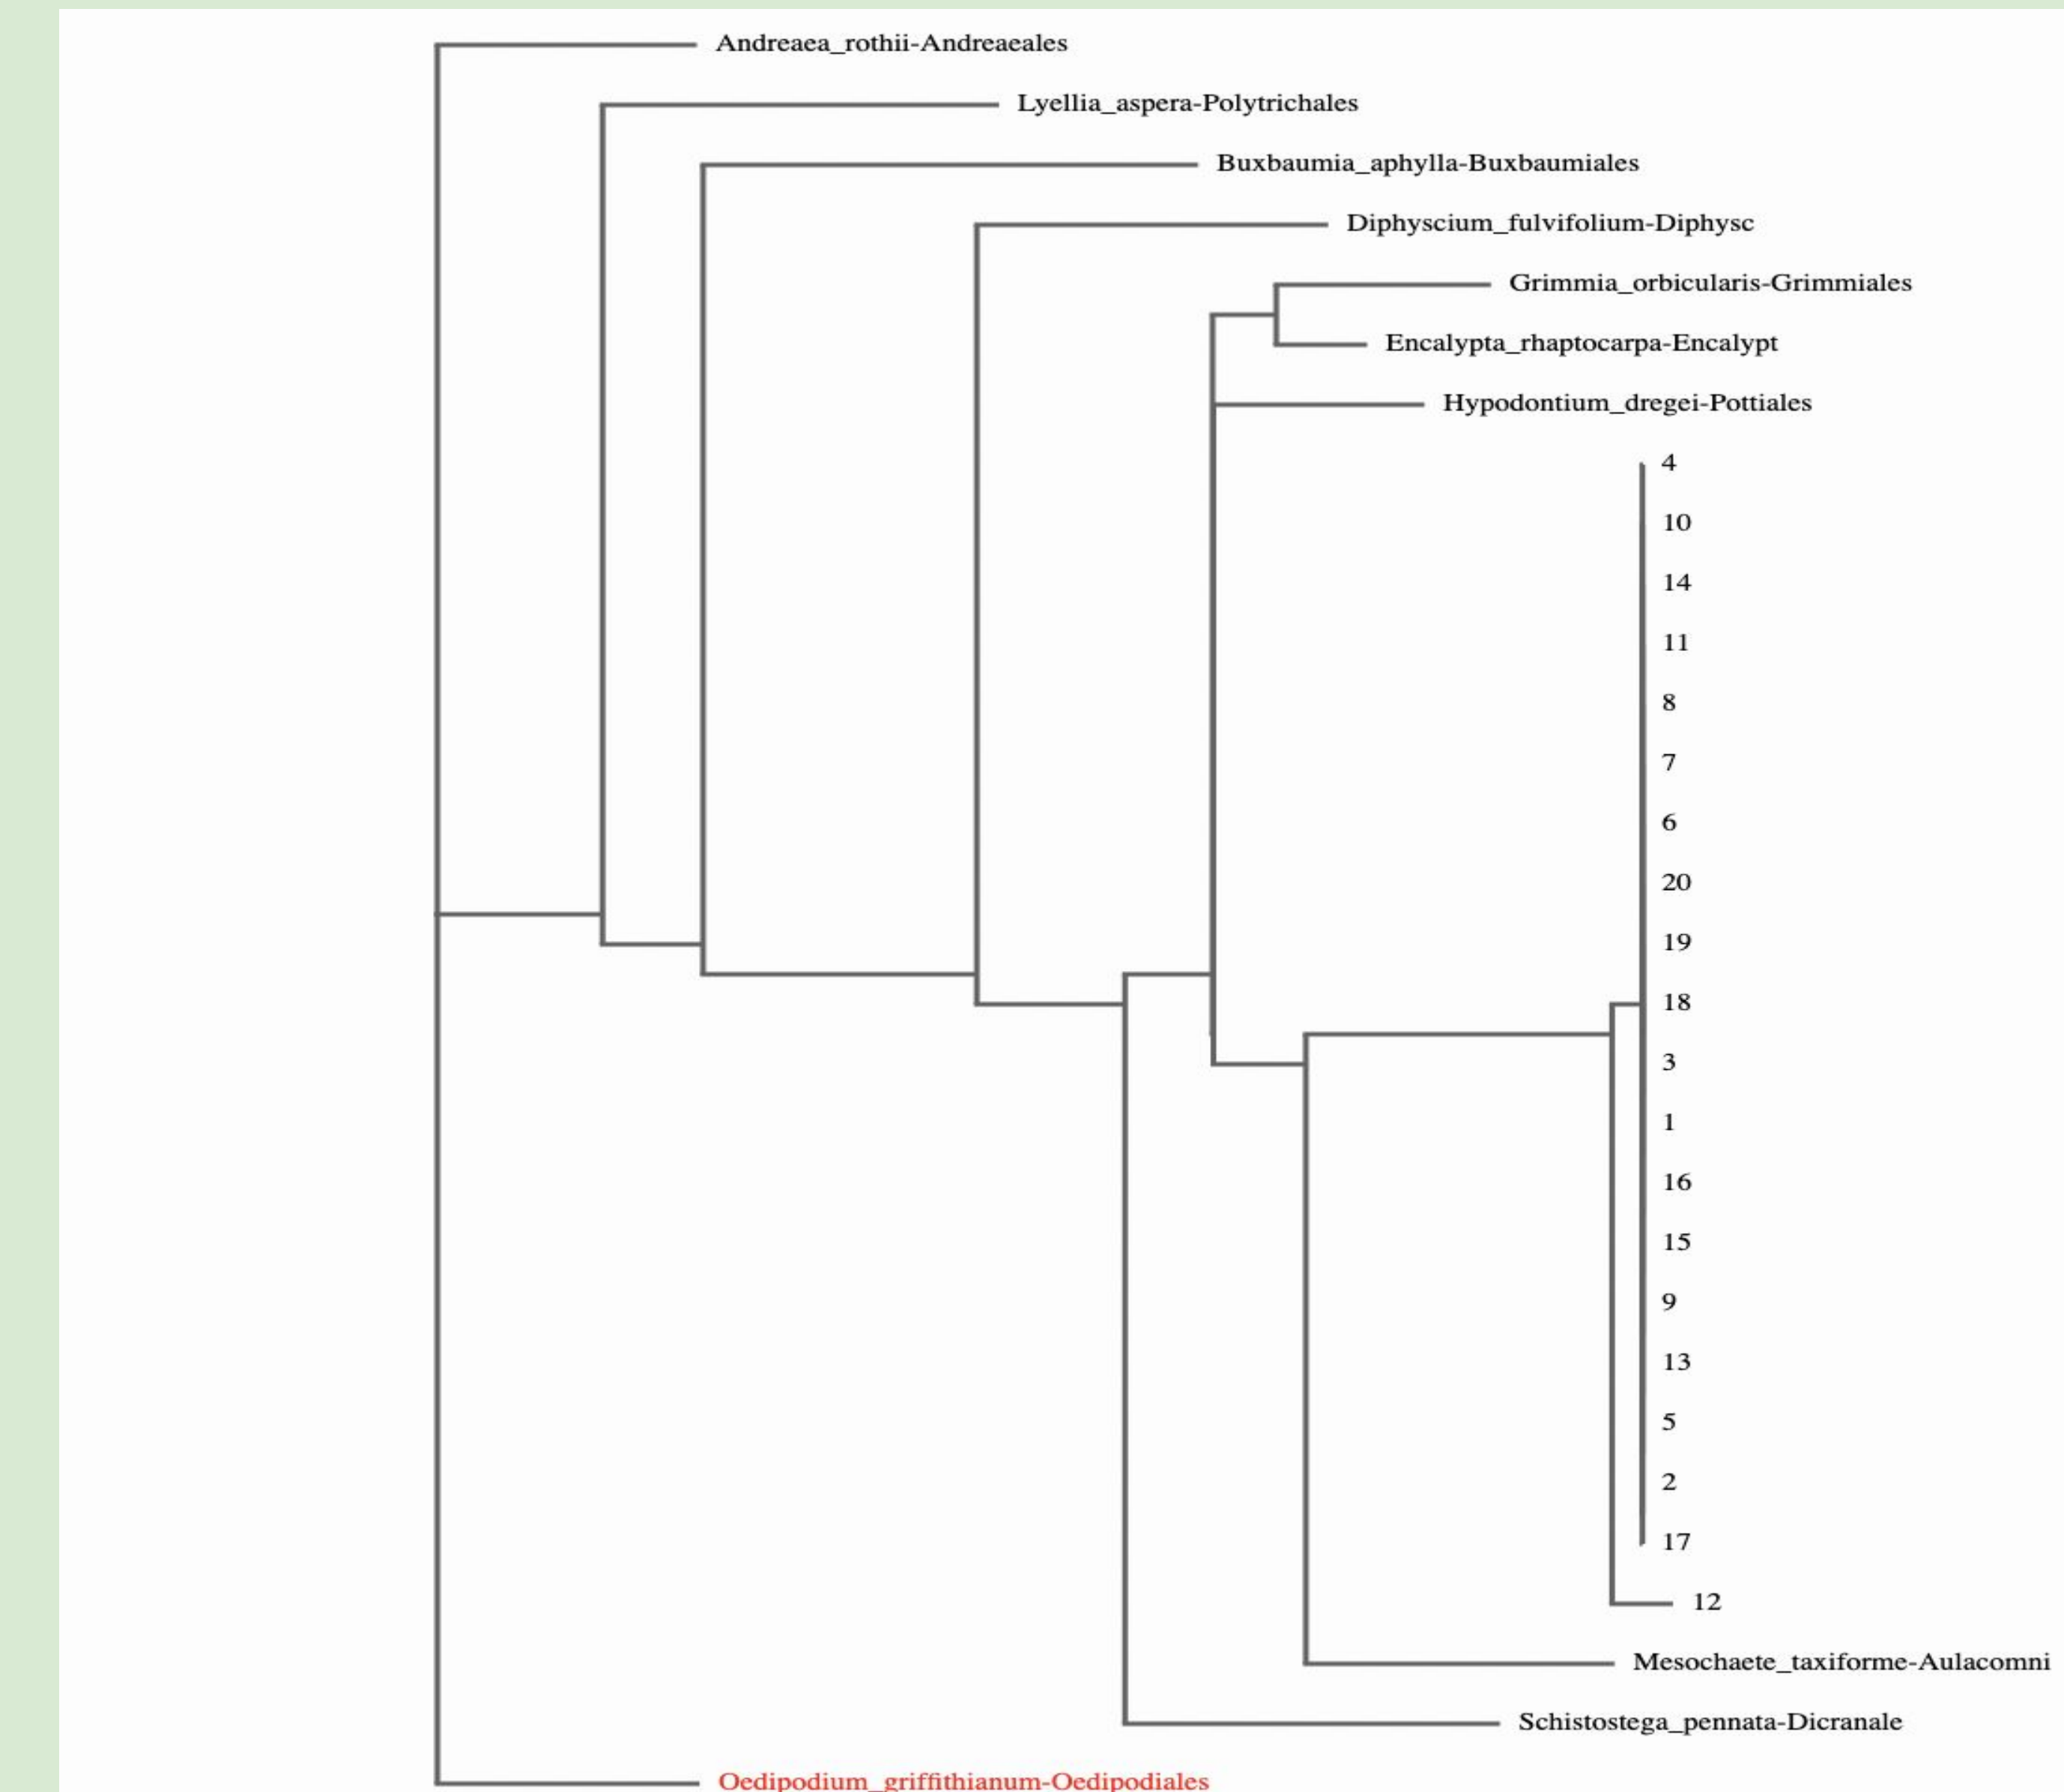 Andreaea_rothii-Andreaeales
Lyellia_aspera-Polytrichales
Buxbaumia_aphylla-Buxbaumiales
Diphyscium_fulvifolium-Diphysc
Grimmia_orbicularis-Grimmiales
Encalypta_rhaptocarpa-Encalypt
Hypodontium_dregei-Pottiales
4
10
14
11
8
7
6
20
19
18
3
1
16
15
9
13
5
2
17
12
Mesochaete_taxiforme-Aulacomni
Schistostega_pennata-Dicranale
Oedipodium_griffithianum-Oedipodiales